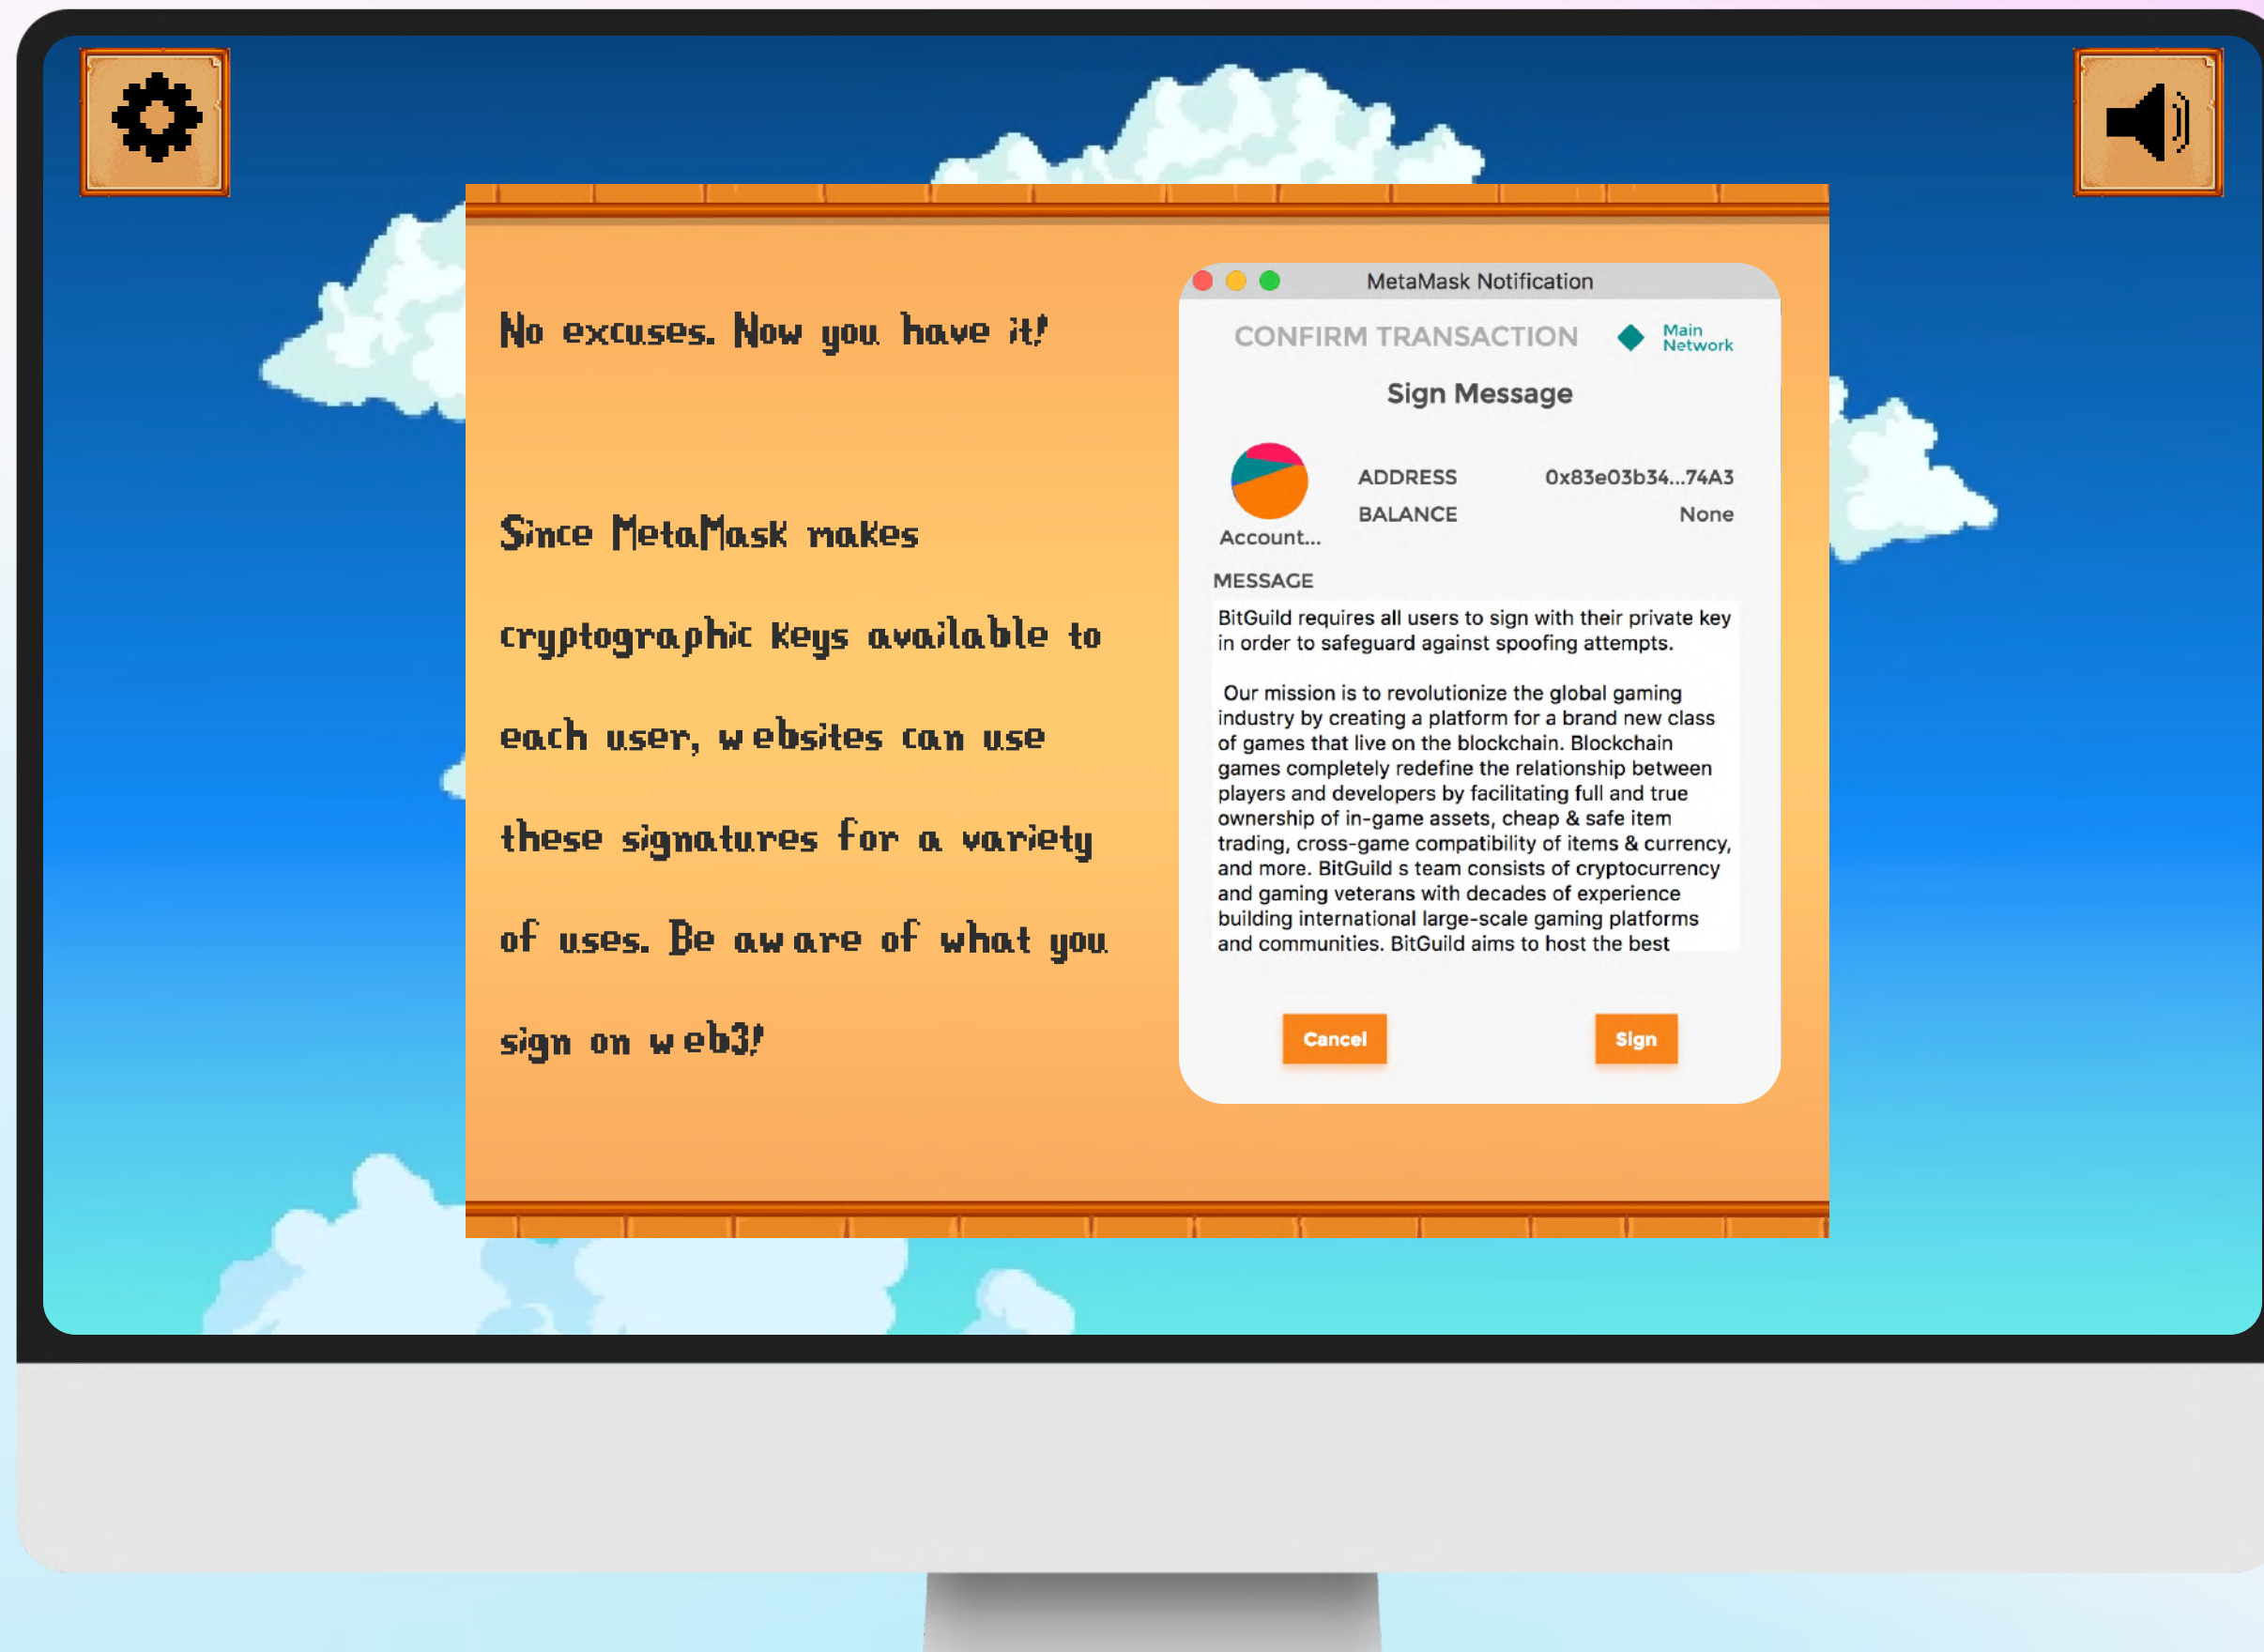 No excuses. Now you have it!
Since MetaMask makes
cryptographic keys available to
each user, websites can use
these signatures for a variety
of uses. Be aware of what you
sign on web3!
MetaMask Notification
CONFIRM TRANSACTION
Main
Network
Sign Message
ADDRESS 0x83e03b34...74A3
BALANCE None
Account...
MESSAGE
BitGuild requires all users to sign with their private key
in order to safeguard against spoofing attempts.
Our mission is to revolutionize the global gaming
industry by creating a platform for a brand new class
of games that live on the blockchain. Blockchain
games completely redefine the relationship between
players and developers by facilitating full and true
ownership of in-game assets, cheap & safe item
trading, cross-game compatibility of items & currency,
and more. BitGuild s team consists of cryptocurrency
and gaming veterans with decades of experience
building international large-scale gaming platforms
and communities. BitGuild aims to host the best
Cancel
Sign